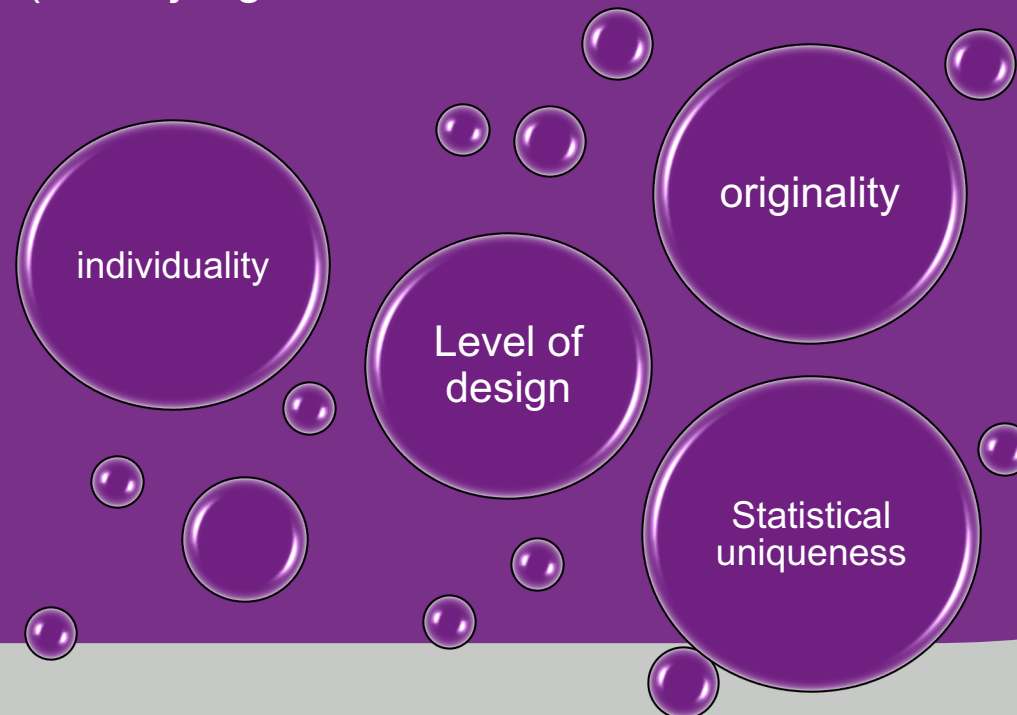 individuality
originality
Level of
design
Statistical
uniqueness